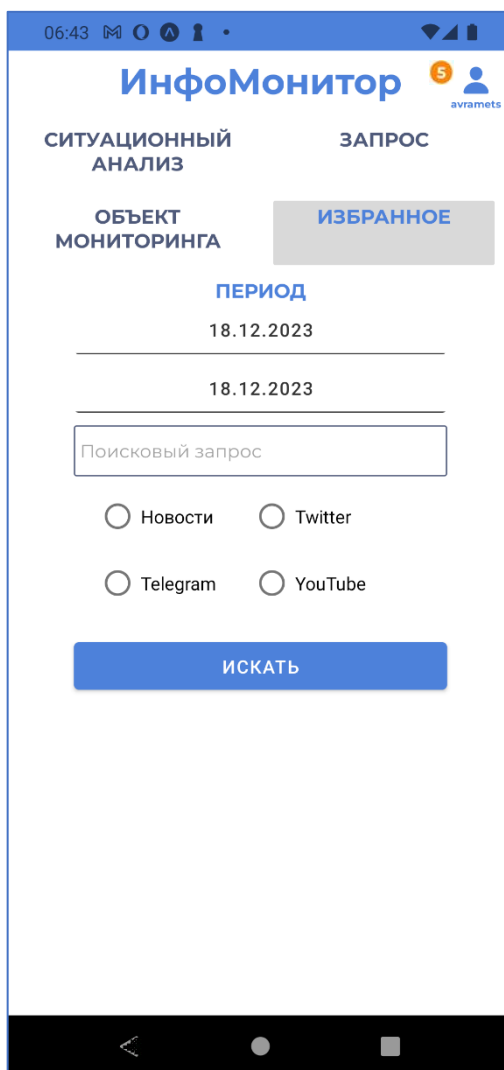 06:43
ИнфоМонитор
5
avramets
СИТУАЦИОННЫЙ
АНАЛИЗ
ЗАПРОС
ОБЪЕКТ
МОНИТОРИНГА
ИЗБРАННОЕ
ПЕРИОД
18.12.2023
18.12.2023
Поисковый запрос
Новости
Twitter
Telegram
YouTube
ИСКАТЬ